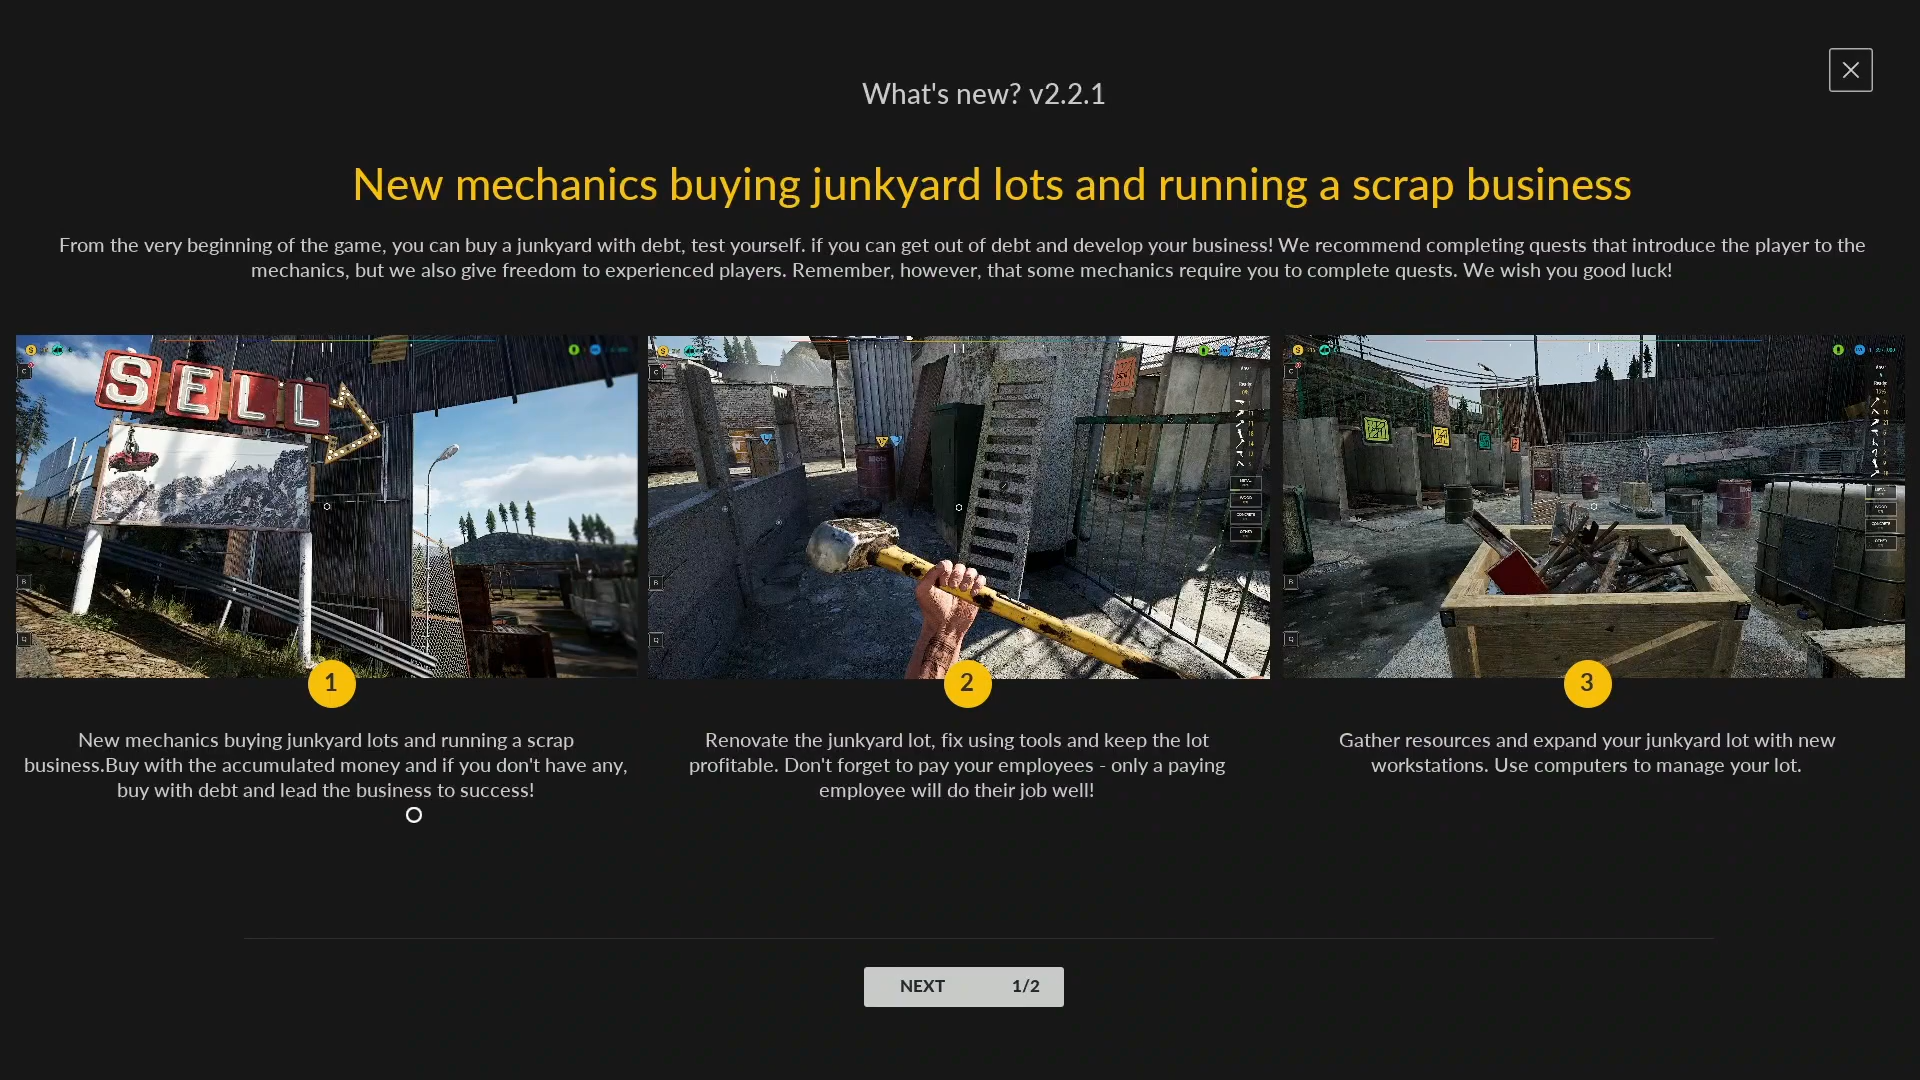 What's new? v2.2.1
New mechanics buying junkyard lots and running a scrap business
From the very beginning of the game, you can buy a junkyard with debt, test yourself. if you can get out of debt and develop your business! We recommend completing quests that introduce the player to the
mechanics, but we also give freedom to experienced players. Remember, however, that some mechanics require you to complete quests. We wish you good luck!
SELL
1
New mechanics buying junkyard lots and running a scrap
business.Buy with the accumulated money and if you don't have any,
buy with debt and lead the business to success!
2
Renovate the junkyard lot, fix using tools and keep the lot
profitable. Don't forget to pay your employees - only a paying
employee will do their job well!
3
Gather resources and expand your junkyard lot with new
workstations. Use computers to manage your lot.
NEXT 1/2